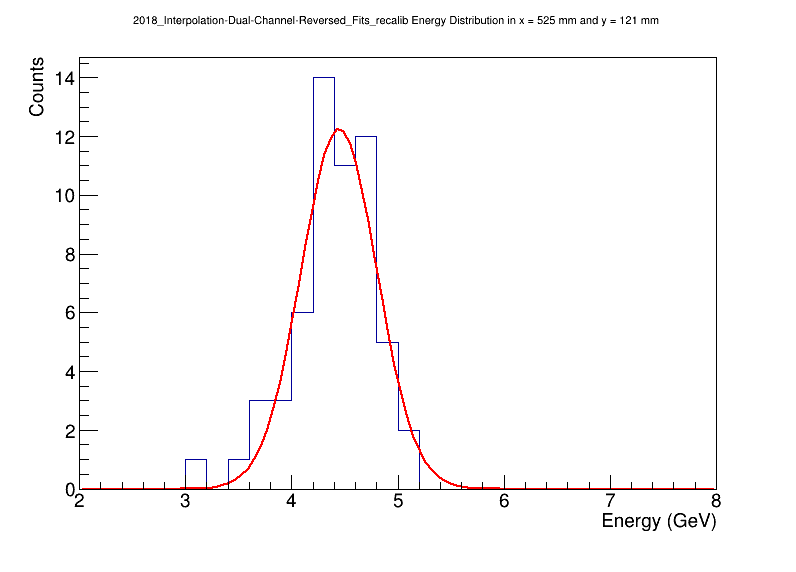 2018_Interpolation-Dual-Channel-Reversed_Fits_recalib Energy Distribution in x = 525 mm and y = 121 mm
Counts
14
12
10
8
6
4
2
0
2 3 4 5 6 7 8
Energy (GeV)